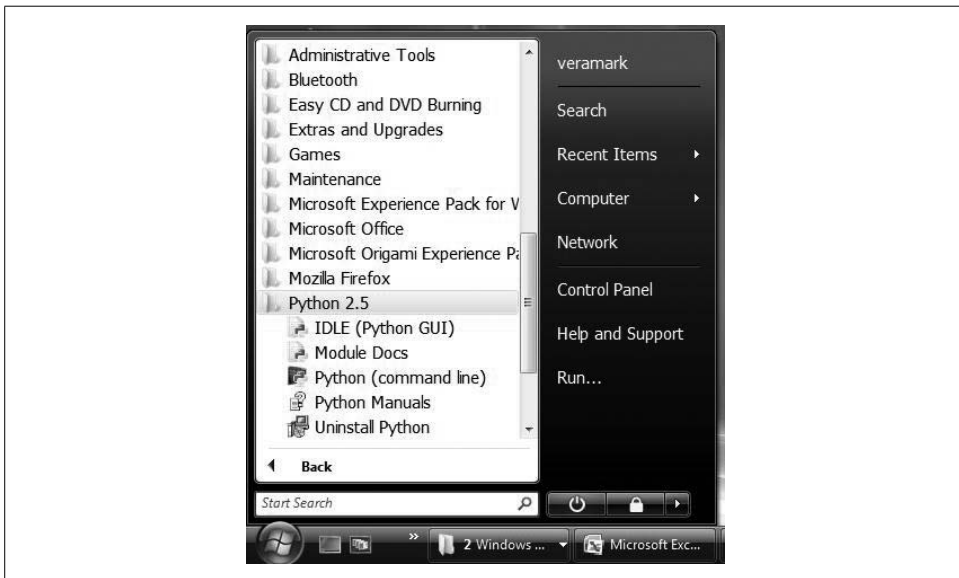 Administrative Tools
Bluetooth
Easy CD and DVD Burning
Extras and Upgrades
Games
Maintenance
Microsoft Experience Pack for
Microsoft Office
Microsoft Origami Experience
Mozilla Firefox
Python 2.5
IDLE (Python GUI)
Module Docs
Python (command line)
Python Manuals
Uninstall Python
Back
Start Search
veramark
Search
Recent Items
Computer
Network
Control Panel
Help and Support
Run...
2 Windows ...
Microsoft Exc...